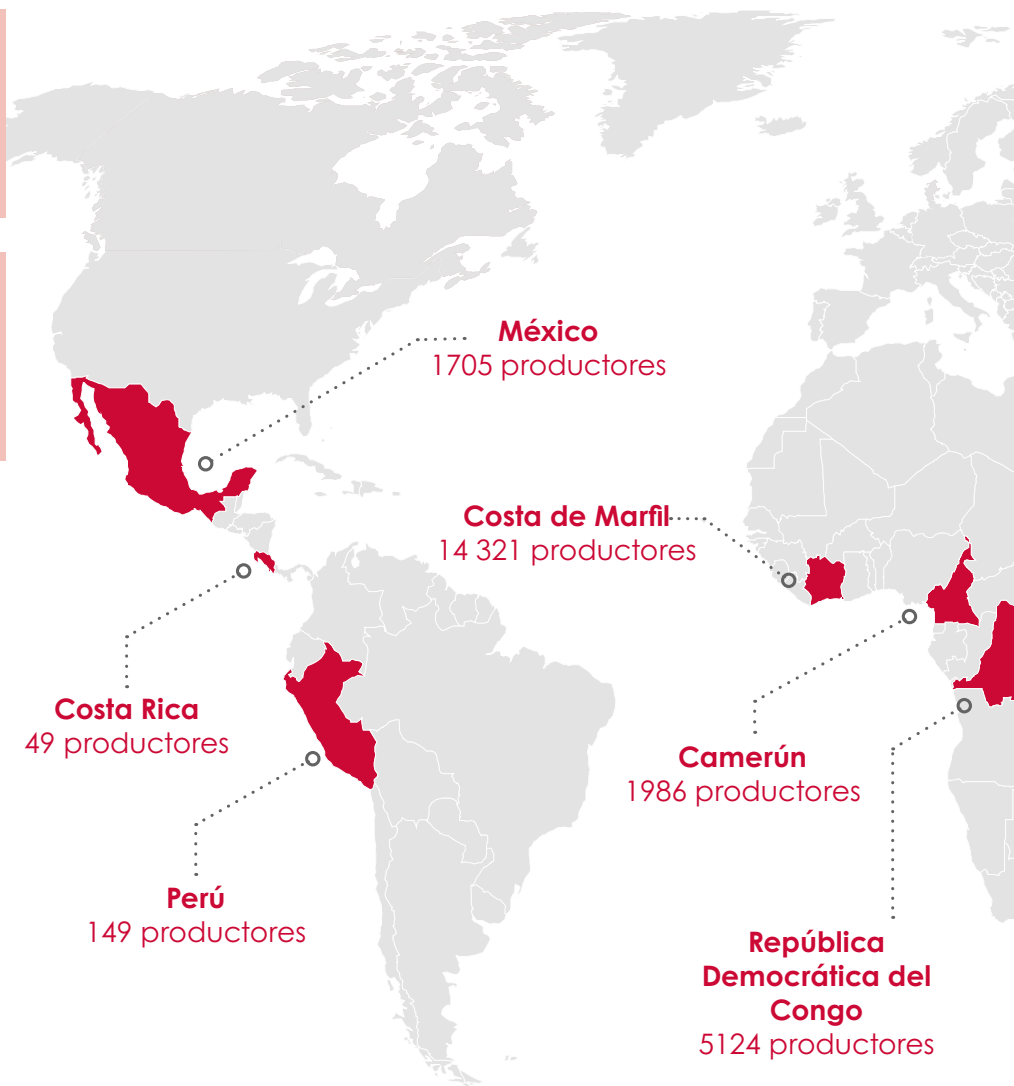 México
1705 productores
Costa de Marfil
14 321 productores
Costa Rica
49 productores
Camerún
1986 productores
Perú
149 productores
República
Democrática del
Congo
5124 productores